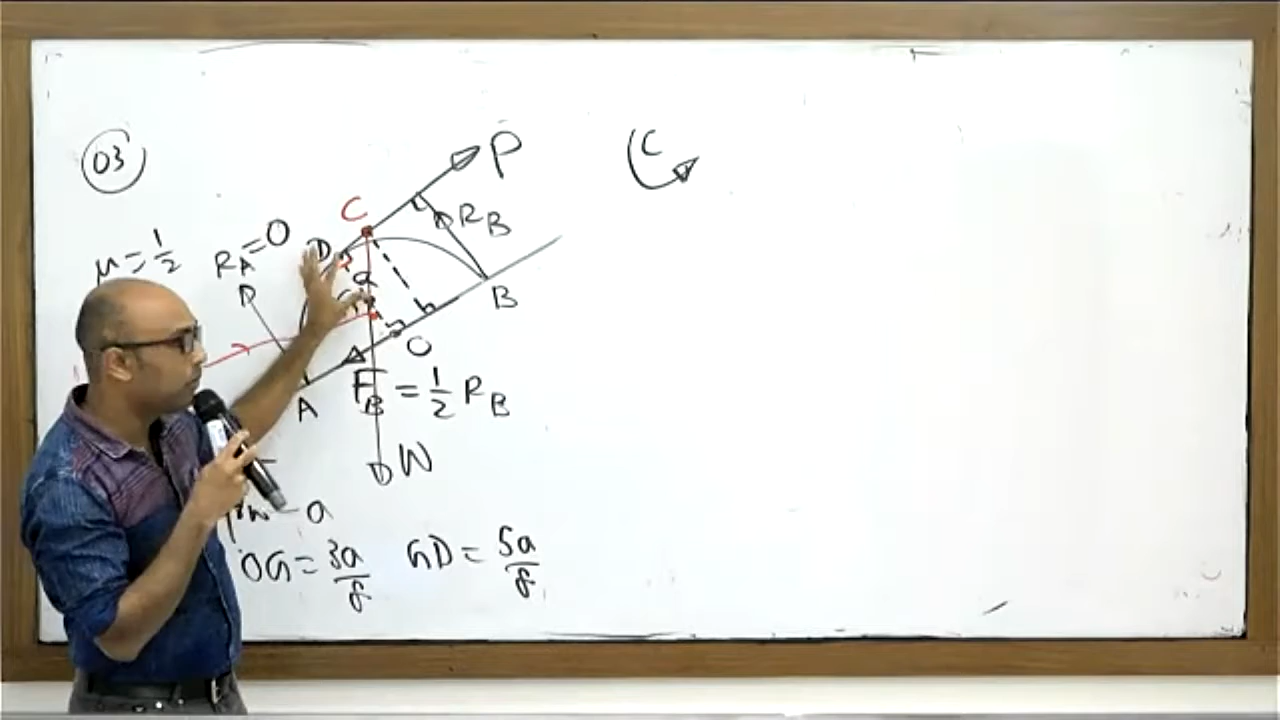 03
P
C
C
R_B
R_A = 0
D
μ = 1/2
G
B
O
A
F_B = 1/2 R_B
W
a
OG = 3a/8 GD = 5a/8